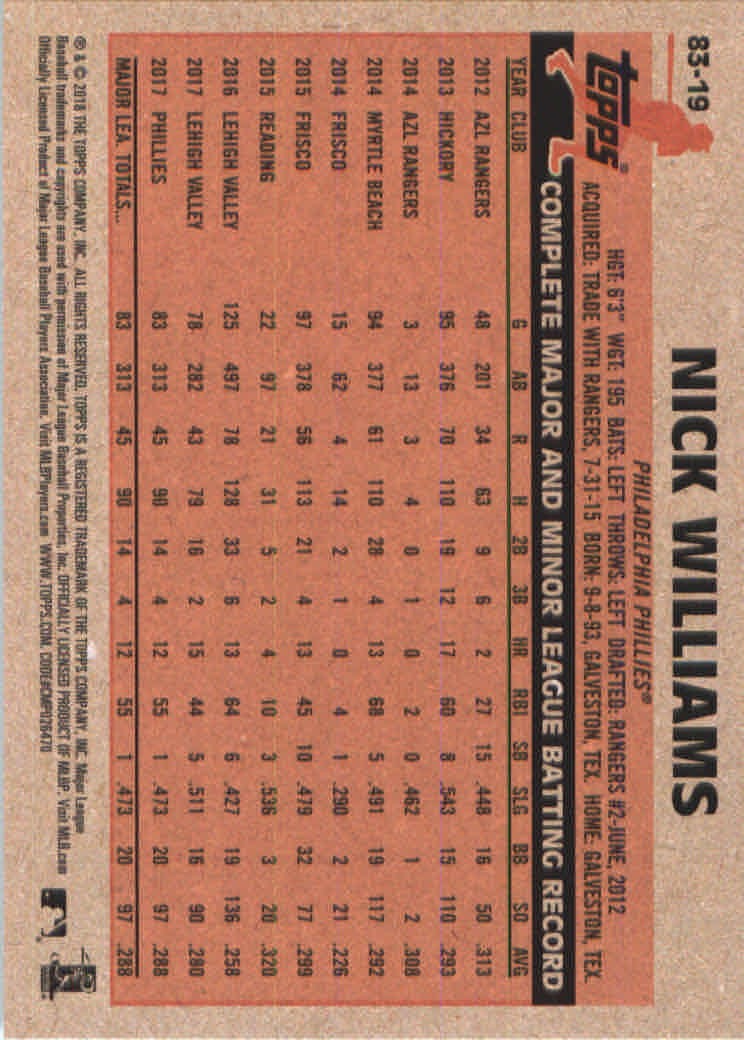 83-19
NICK WILLIAMS
PHILADELPHIA PHILLIES®
topps®
HGT: 6'3" WGT: 195 BATS: LEFT THROWS: LEFT DRAFTED: RANGERS #2-JUNE, 2012
ACQUIRED: TRADE WITH RANGERS, 7-31-15 BORN: 9-8-93, GALVESTON, TEX. HOME: GALVESTON, TEX.
COMPLETE MAJOR AND MINOR LEAGUE BATTING RECORD
YEAR CLUB G AB R H 2B 3B HR RBI SB SLG BB SO AVG
2012 AZL RANGERS 48 201 34 63 9 6 2 27 15 .448 16 50 .313
2013 HICKORY 95 376 70 110 19 12 17 60 8 .543 15 110 .293
2014 AZL RANGERS 3 13 3 4 0 1 0 2 0 .462 1 2 .308
2014 MYRTLE BEACH 94 377 61 110 28 4 13 68 5 .491 19 117 .292
2014 FRISCO 15 62 4 14 2 1 0 4 1 .290 2 21 .226
2015 FRISCO 97 378 56 113 21 4 13 45 10 .479 32 77 .299
2015 READING 22 97 21 31 5 2 4 10 3 .536 3 20 .320
2016 LEHIGH VALLEY 125 497 78 128 33 6 13 64 6 .427 19 136 .258
2017 LEHIGH VALLEY 78 282 43 79 16 2 15 44 5 .511 16 90 .280
2017 PHILLIES 83 313 45 90 14 4 12 55 1 .473 20 97 .288
MAJOR LEA. TOTALS... 83 313 45 90 14 4 12 55 1 .473 20 97 .288
® & © 2018 THE TOPPS COMPANY, INC. ALL RIGHTS RESERVED. TOPPS IS A REGISTERED TRADEMARK OF THE TOPPS COMPANY, INC. Major League
Baseball trademarks and copyrights are used with permission of Major League Baseball Properties, Inc. OFFICIALLY LICENSED PRODUCT OF MLBP. Visit MLB.com
Officially Licensed Product of Major League Baseball Players Association. Visit MLBPlayers.com WWW.TOPPS.COM. CODE#CMP026470